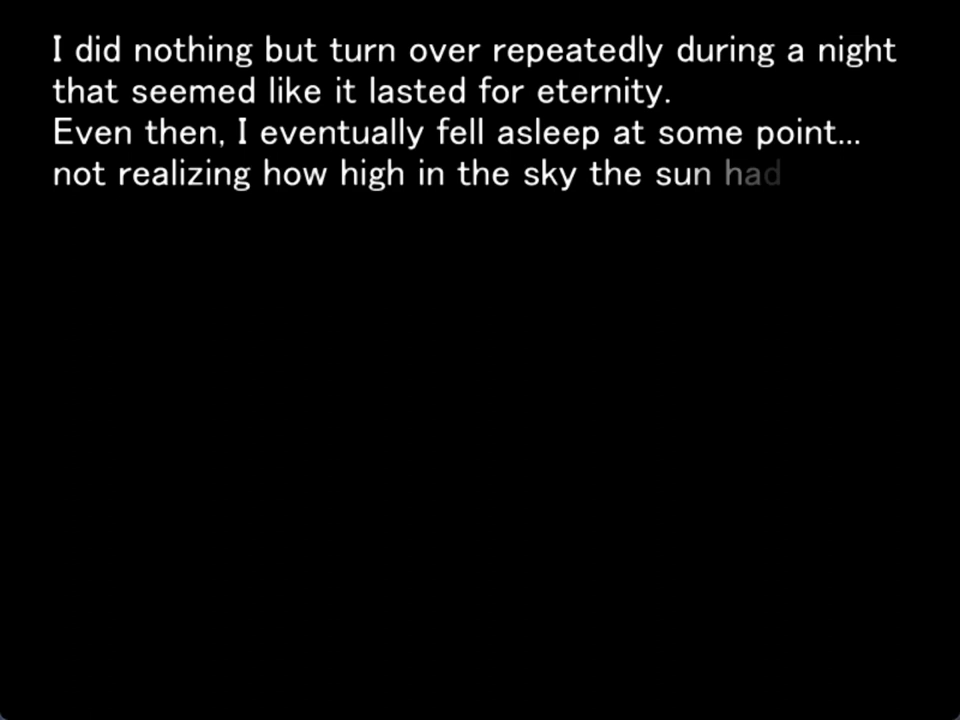 I did nothing but turn over repeatedly during a night
that seemed like it lasted for eternity.
Even then, I eventually fell asleep at some point...
not realizing how high in the sky the sun had